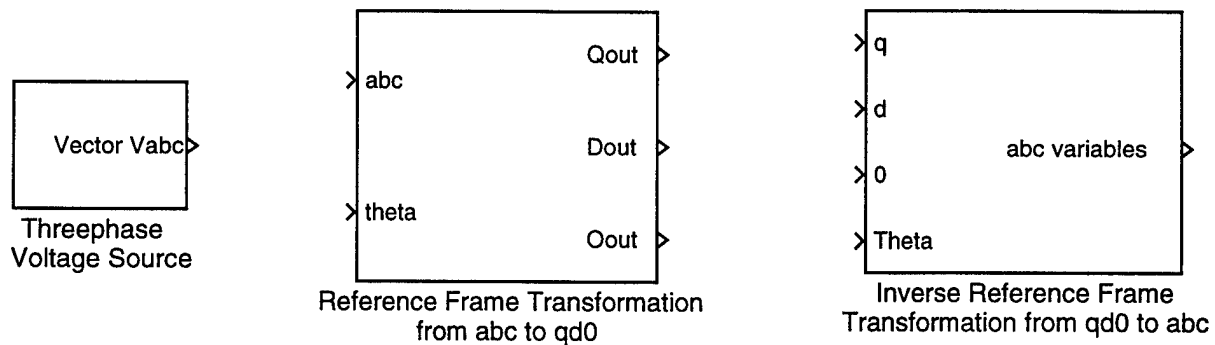 Vector Vabc
Threephase
Voltage Source
abc
theta
Qout
Dout
Oout
Reference Frame Transformation
from abc to qd0
q
d
0
Theta
abc variables
Inverse Reference Frame
Transformation from qd0 to abc